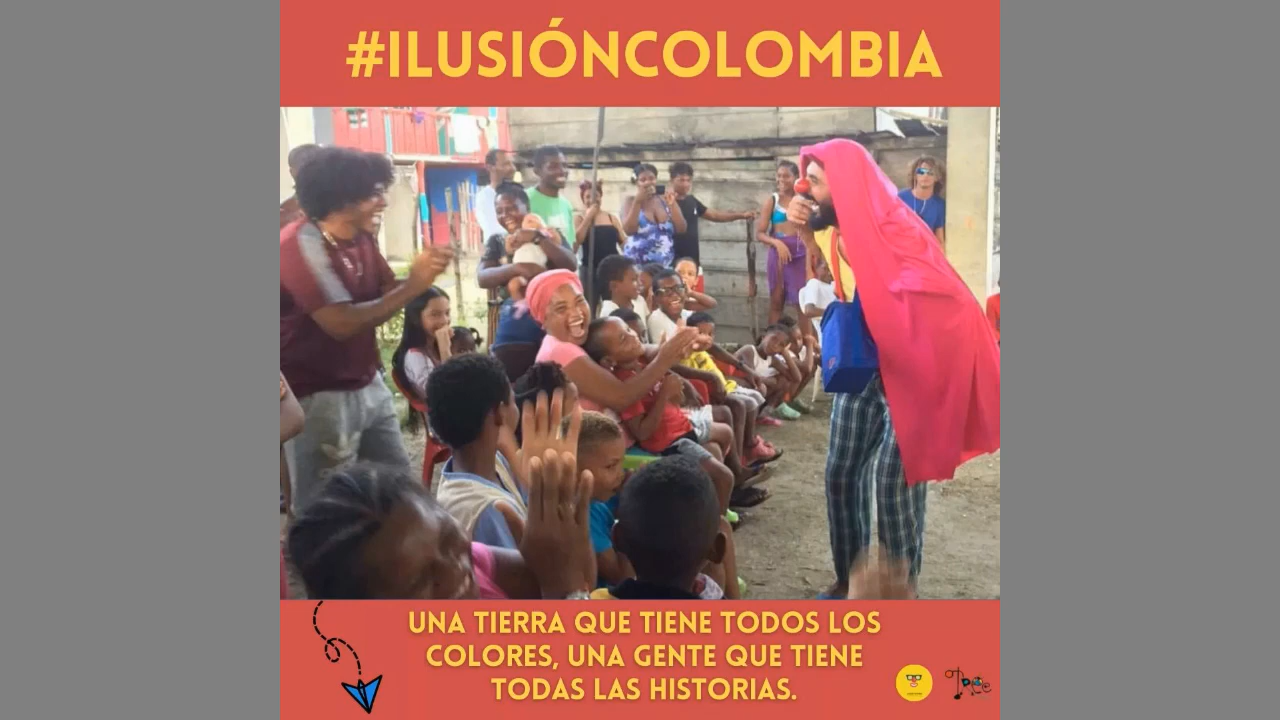 #ILUSIÓNCOLOMBIA
UNA TIERRA QUE TIENE TODOS LOS
COLORES, UNA GENTE QUE TIENE
TODAS LAS HISTORIAS.